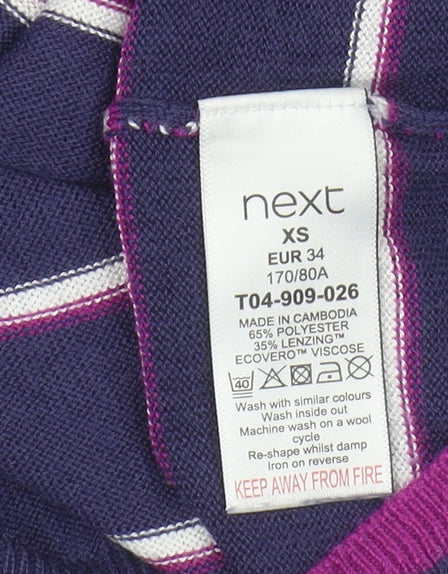 next
XS
EUR 34
170/80A
T04-909-026
MADE IN CAMBODIA
65% POLYESTER
35% LENZING™
ECOVERO™ VISCOSE
40
Wash with similar colours
Wash inside out
Machine wash on a wool
cycle
Re-shape whilst damp
Iron on reverse
KEEP AWAY FROM FIRE